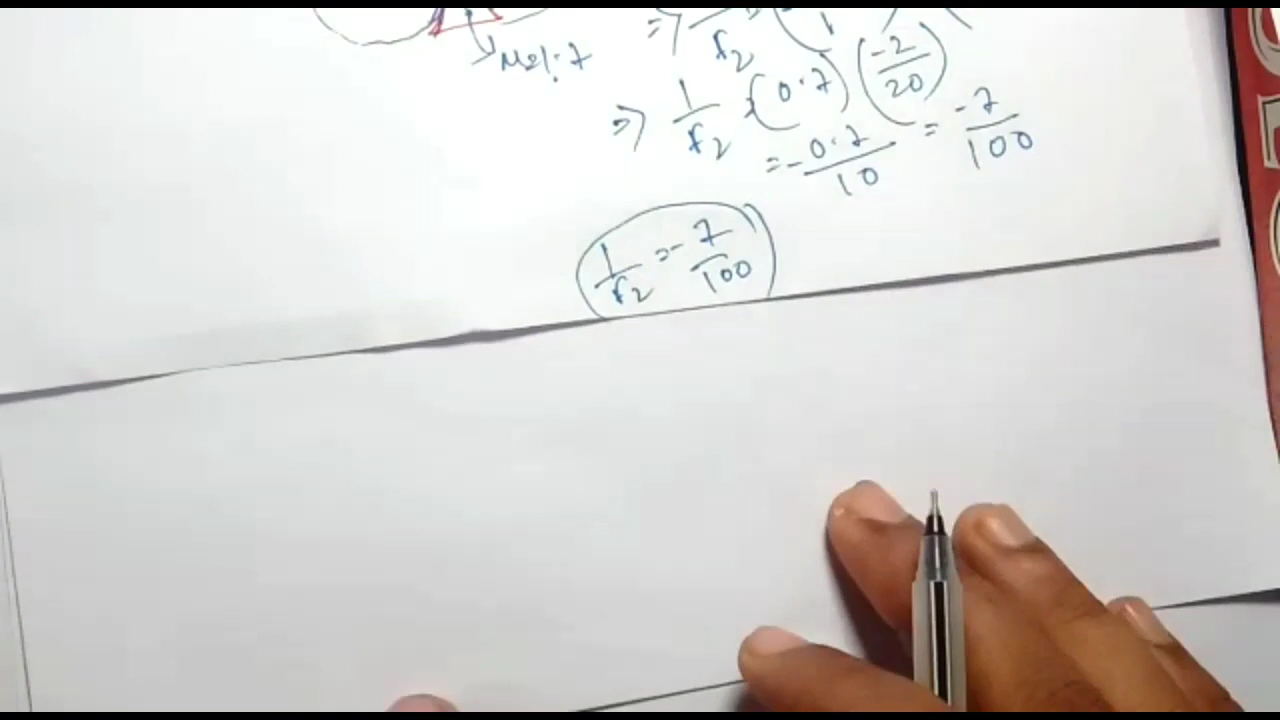 => 1/f2 = (
μ=1.7
=> 1/f2 = (0.7) (-2/20)
= -0.7/10 = -7/100
1/f2 = -7/100